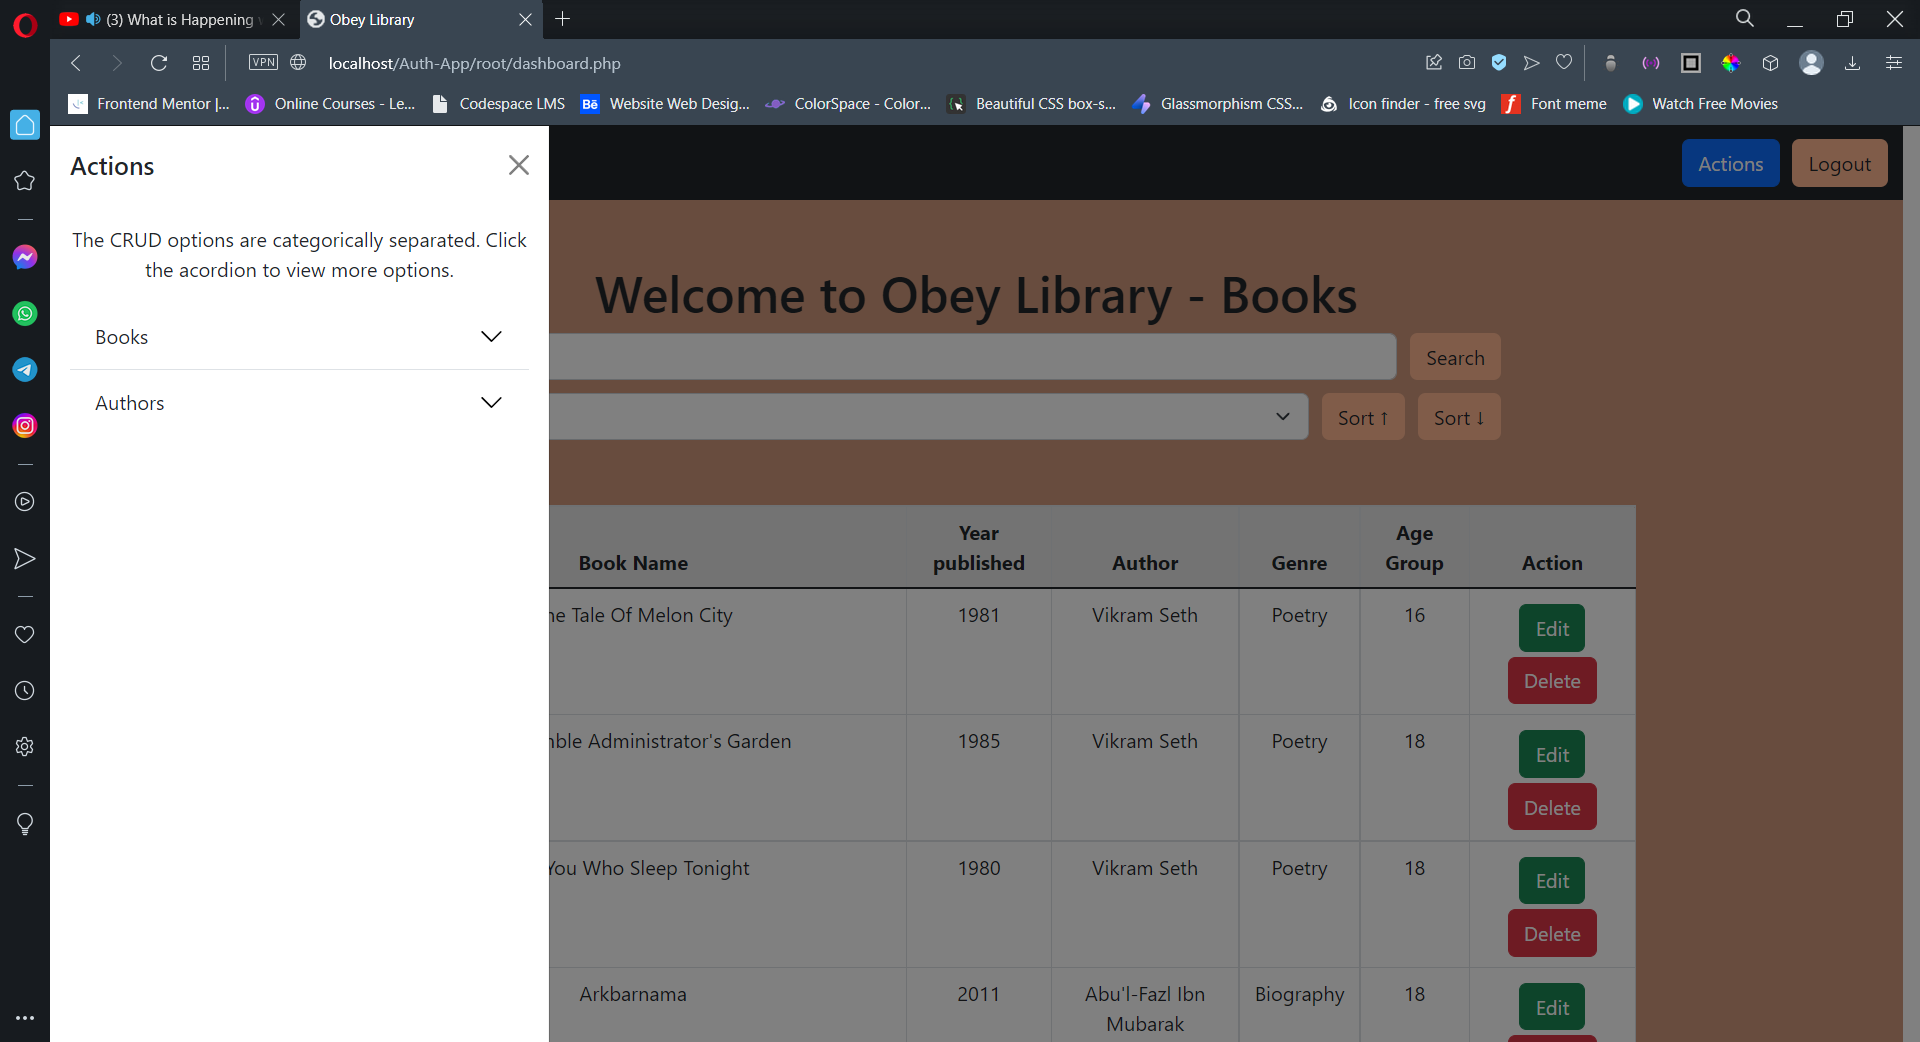 (3) What is Happening
Obey Library
VPN
localhost/Auth-App/root/dashboard.php
Frontend Mentor |...
Online Courses - Le...
Codespace LMS
Bē
Website Web Desig...
ColorSpace - Color...
Beautiful CSS box-s...
Glassmorphism CSS...
Icon finder - free svg
Font meme
Watch Free Movies
Actions
The CRUD options are categorically separated. Click
the acordion to view more options.
Books
Authors
Actions
Logout
Welcome to Obey Library - Books
Search
Sort ↑
Sort ↓
Book Name
Year
published
Author
Genre
Age
Group
Action
Tale Of Melon City
1981
Vikram Seth
Poetry
16
Edit
Delete
Administrator's Garden
1985
Vikram Seth
Poetry
18
Edit
Delete
You Who Sleep Tonight
1980
Vikram Seth
Poetry
18
Edit
Delete
Arkbarnama
2011
Abu'l-Fazl Ibn
Mubarak
Biography
18
Edit